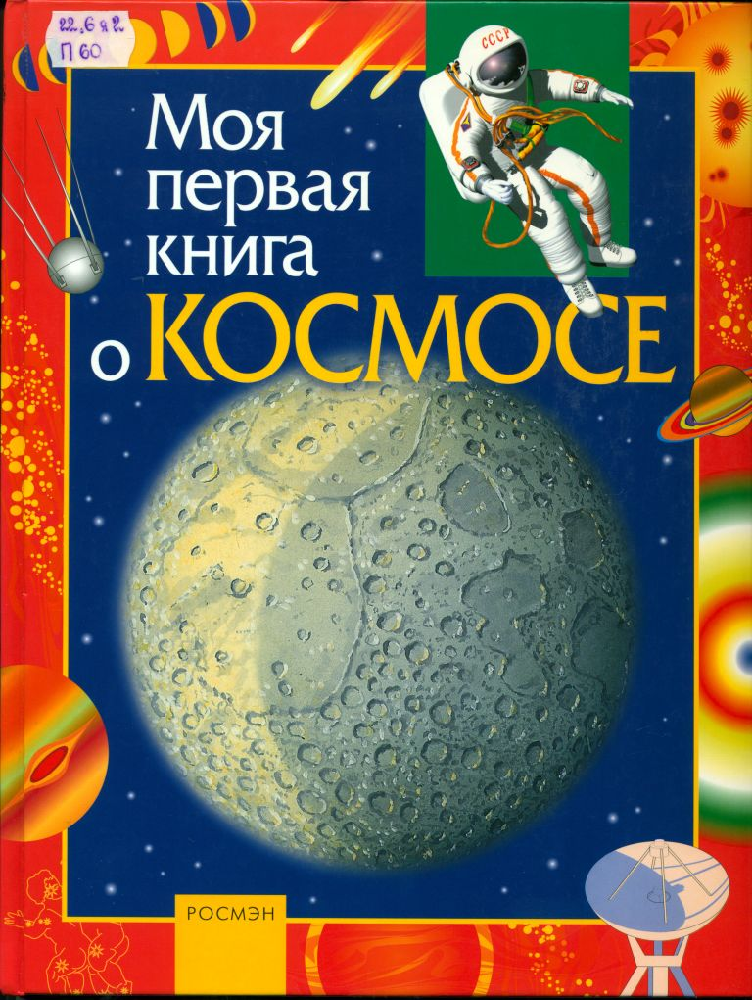 22.6я2
П60
СССР
Моя
первая
книга
о КОСМОСЕ
РОСМЭН